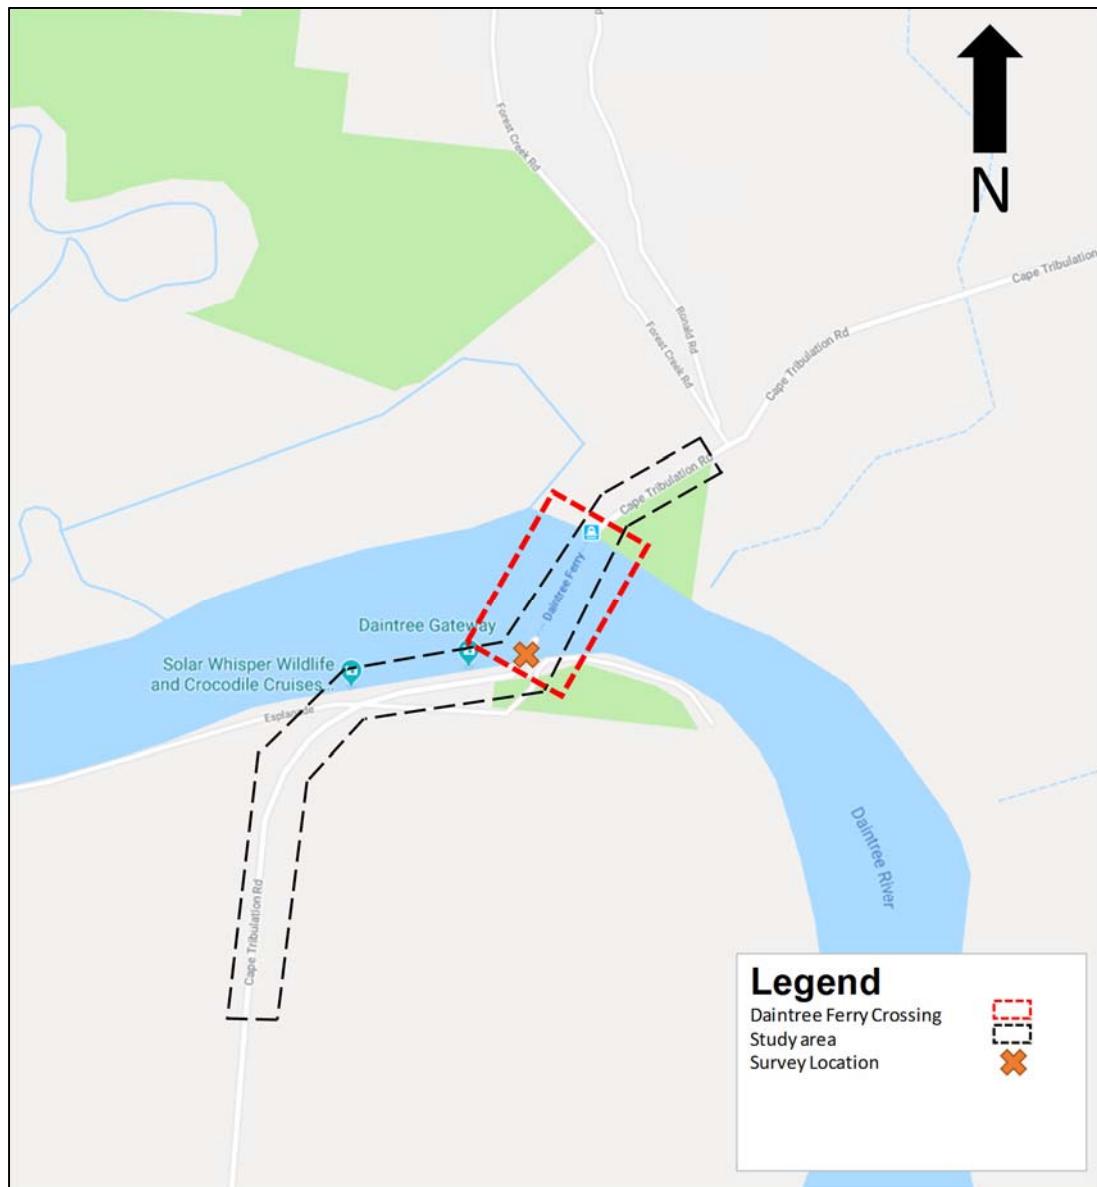 Forest Creek Rd
N
Cape Tribulation
Ronald Rd
Forest Creek Rd
Cape Tribulation Rd
Cape Tribulation Rd
Daintree Ferry
Daintree Gateway
Solar Whisper Wildlife
and Crocodile Cruises...
Esplanade
Cape Tribulation Rd
Daintree River
Legend
Daintree Ferry Crossing
Study area
Survey Location